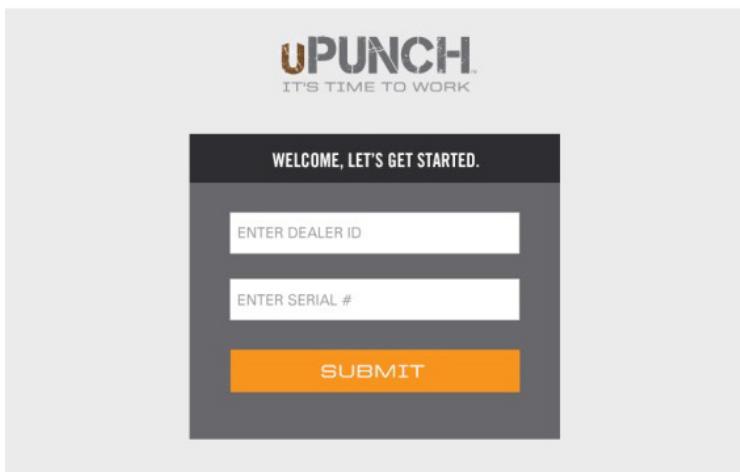 uPUNCH
IT'S TIME TO WORK
WELCOME, LET'S GET STARTED.
ENTER DEALER ID
ENTER SERIAL #
SUBMIT